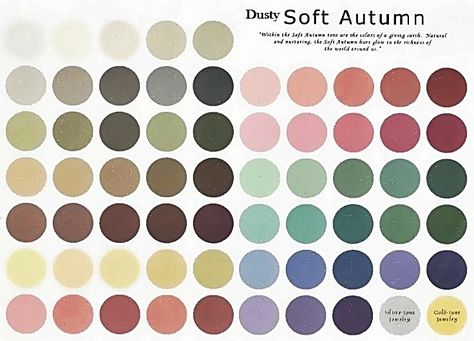 Dusty Soft Autumn
"Within the Soft Autumn tone are the colors of a giving earth. Natural
and nurturing, the Soft Autumn hues glow in the richness of
the world around us."
Silver-tone Gold-tone
Jewelry Jewelry